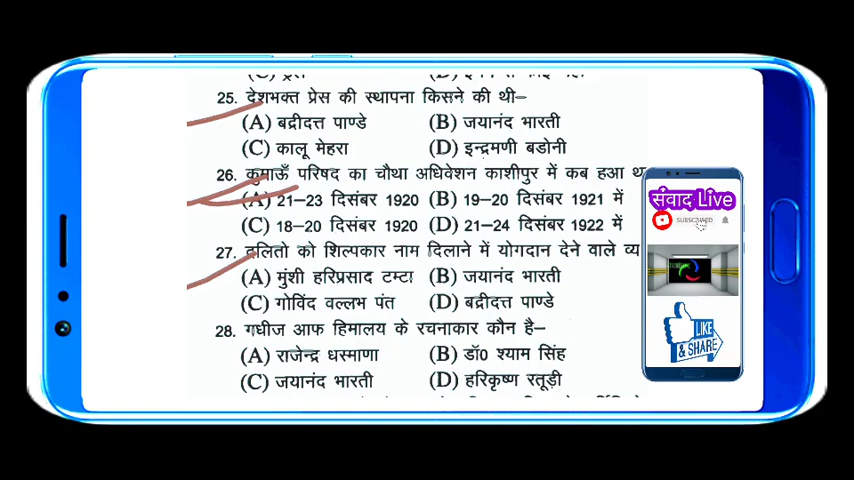 25. देशभक्त प्रेस की स्थापना किसने की थी–
(A) बद्रीदत्त पाण्डे (B) जयानंद भारती
(C) कालू मेहरा (D) इन्द्रमणी बडोनी
26. कुमाऊँ परिषद का चौथा अधिवेशन काशीपुर में कब हआ
(A) 21–23 दिसंबर 1920 (B) 19–20 दिसंबर 1921 में
(C) 18–20 दिसंबर 1920 (D) 21–24 दिसंबर 1922 में
27. दलितो को शिल्पकार नाम दिलाने में योगदान देने वाले
(A) मुंशी हरिप्रसाद टम्टा (B) जयानंद भारती
(C) गोविंद वल्लभ पंत (D) बद्रीदत्त पाण्डे
28. गधीज आफ हिमालय के रचनाकार कौन है–
(A) राजेन्द्र धस्माणा (B) डॉ0 श्याम सिंह
(C) जयानंद भारती (D) हरिकृष्ण रतूड़ी
संवाद Live
SUBSCRIBED
LIKE
& SHARE